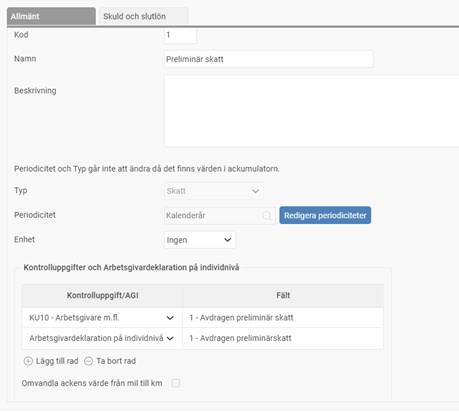 Allmänt Skuld och slutlön
Kod 1
Namn Preliminär skatt
Beskrivning
Periodicitet och Typ går inte att ändra då det finns värden i ackumulatorn.
Typ Skatt
Periodicitet Kalenderår Redigera periodiciteter
Enhet Ingen
Kontrolluppgifter och Arbetsgivardeklaration på individnivå
Kontrolluppgift/AGI Fält
KU10 - Arbetsgivare m.fl. 1 - Avdragen preliminär skatt
Arbetsgivardeklaration på individnivå 1 - Avdragen preliminärskatt
Lägg till rad Ta bort rad
Omvandla ackens värde från mil till km